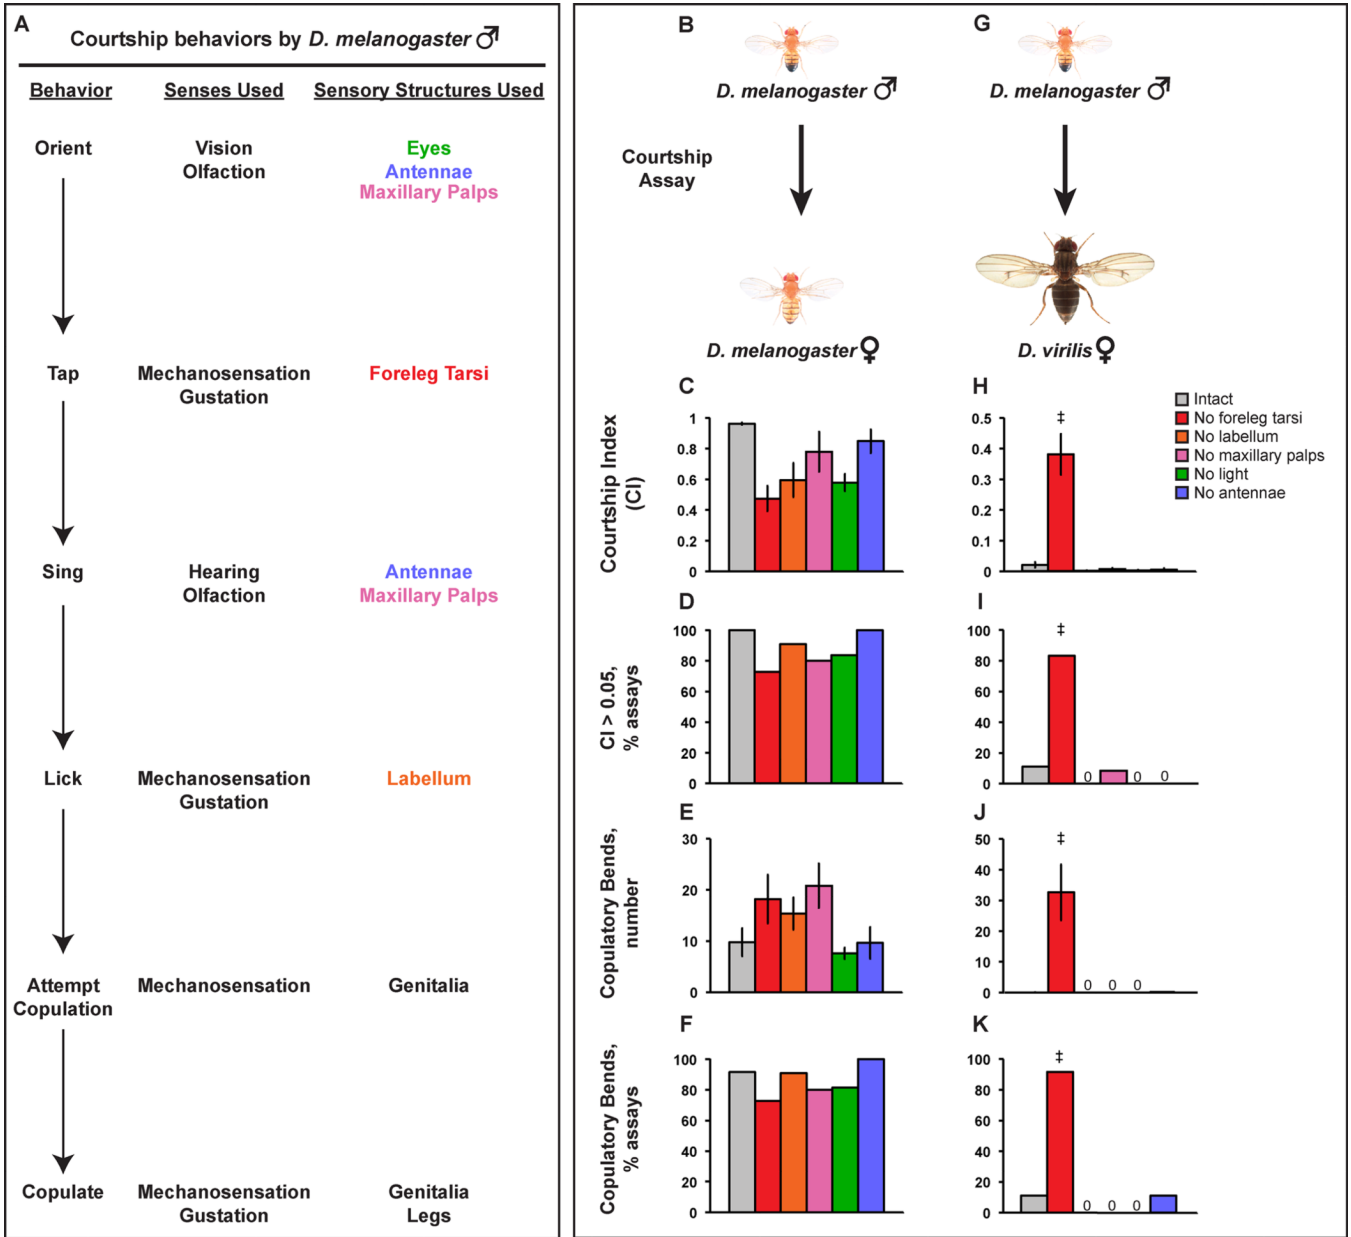 A
Courtship behaviors by D. melanogaster ♂
Behavior Senses Used Sensory Structures Used
Orient Vision Eyes
Olfaction Antennae
Maxillary Palps
Tap Mechanosensation Foreleg Tarsi
Gustation
Sing Hearing Antennae
Olfaction Maxillary Palps
Lick Mechanosensation Labellum
Gustation
Attempt Mechanosensation Genitalia
Copulation
Copulate Mechanosensation Genitalia
Gustation Legs
B
D. melanogaster ♂
Courtship
Assay
D. melanogaster ♀
G
D. melanogaster ♂
D. virilis ♀
Intact
No foreleg tarsi
No labellum
No maxillary palps
No light
No antennae
C
Courtship Index
(CI)
1
0.8
0.6
0.4
0.2
0
H
0.5
0.4
0.3
0.2
0.1
0
‡
D
CI > 0.05,
% assays
100
80
60
40
20
0
I
100
80
60
40
20
0
‡
0 0 0
E
Copulatory Bends,
number
30
20
10
0
J
50
40
30
20
10
0
‡
0 0 0
F
Copulatory Bends,
% assays
100
80
60
40
20
0
K
100
80
60
40
20
0
‡
0 0 0